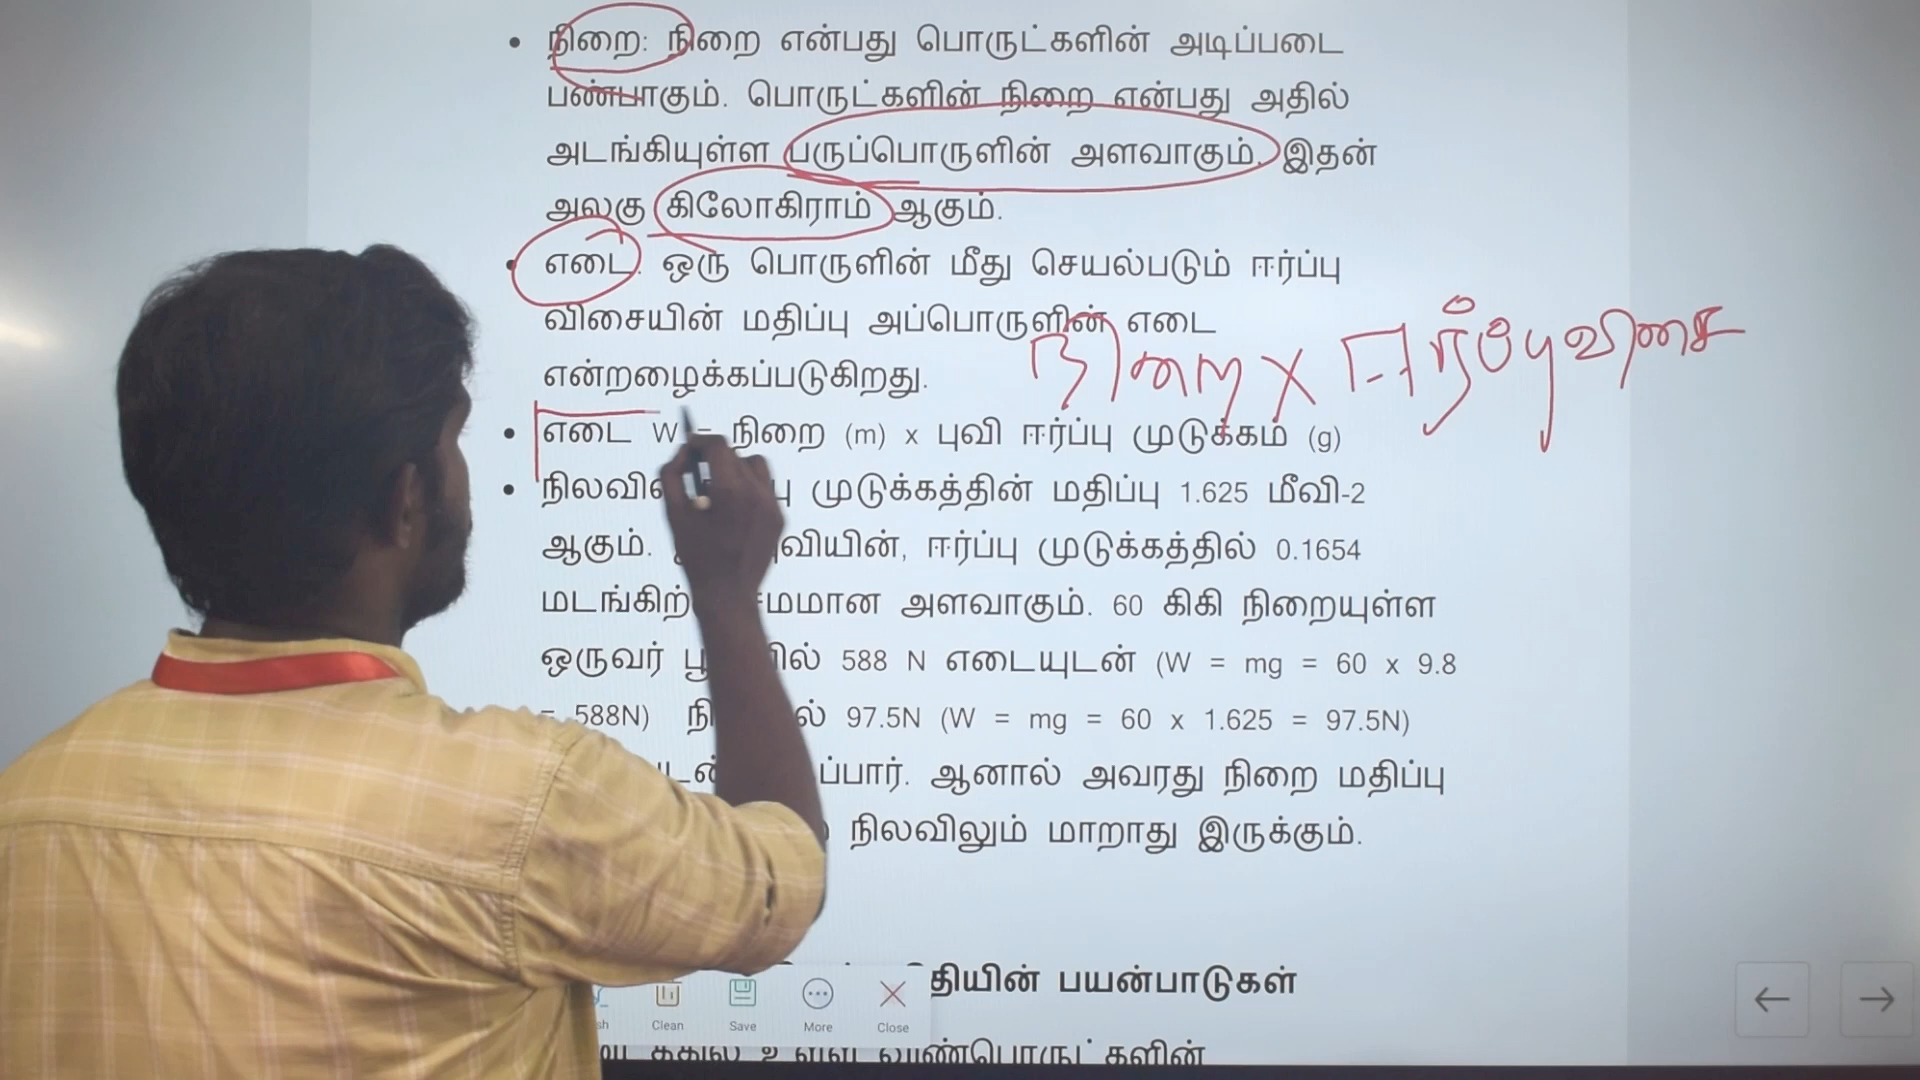 • நிறை: நிறை என்பது பொருட்களின் அடிப்படை
பண்பாகும். பொருட்களின் நிறை என்பது அதில்
அடங்கியுள்ள பருப்பொருளின் அளவாகும். இதன்
அலகு கிலோகிராம் ஆகும்.
• எடை: ஒரு பொருளின் மீது செயல்படும் ஈர்ப்பு
விசையின் மதிப்பு அப்பொருளின் எடை
என்றழைக்கப்படுகிறது.
நிறை x ஈர்ப்புவிசை
• எடை W = நிறை (m) x புவி ஈர்ப்பு முடுக்கம் (g)
• முடுக்கத்தின் மதிப்பு 1.625 மீவி-2
ஆகும். ஈர்ப்பு முடுக்கத்தில் 0.1654
அளவாகும். 60 கிகி நிறையுள்ள
ஒருவர் 588 N எடையுடன் (W = mg = 60 x 9.8
= 588N) 97.5N (W = mg = 60 x 1.625 = 97.5N)
ஆனால் அவரது நிறை மதிப்பு
நிலவிலும் மாறாது இருக்கும்.
பயன்பாடுகள்
Clean Save More Close